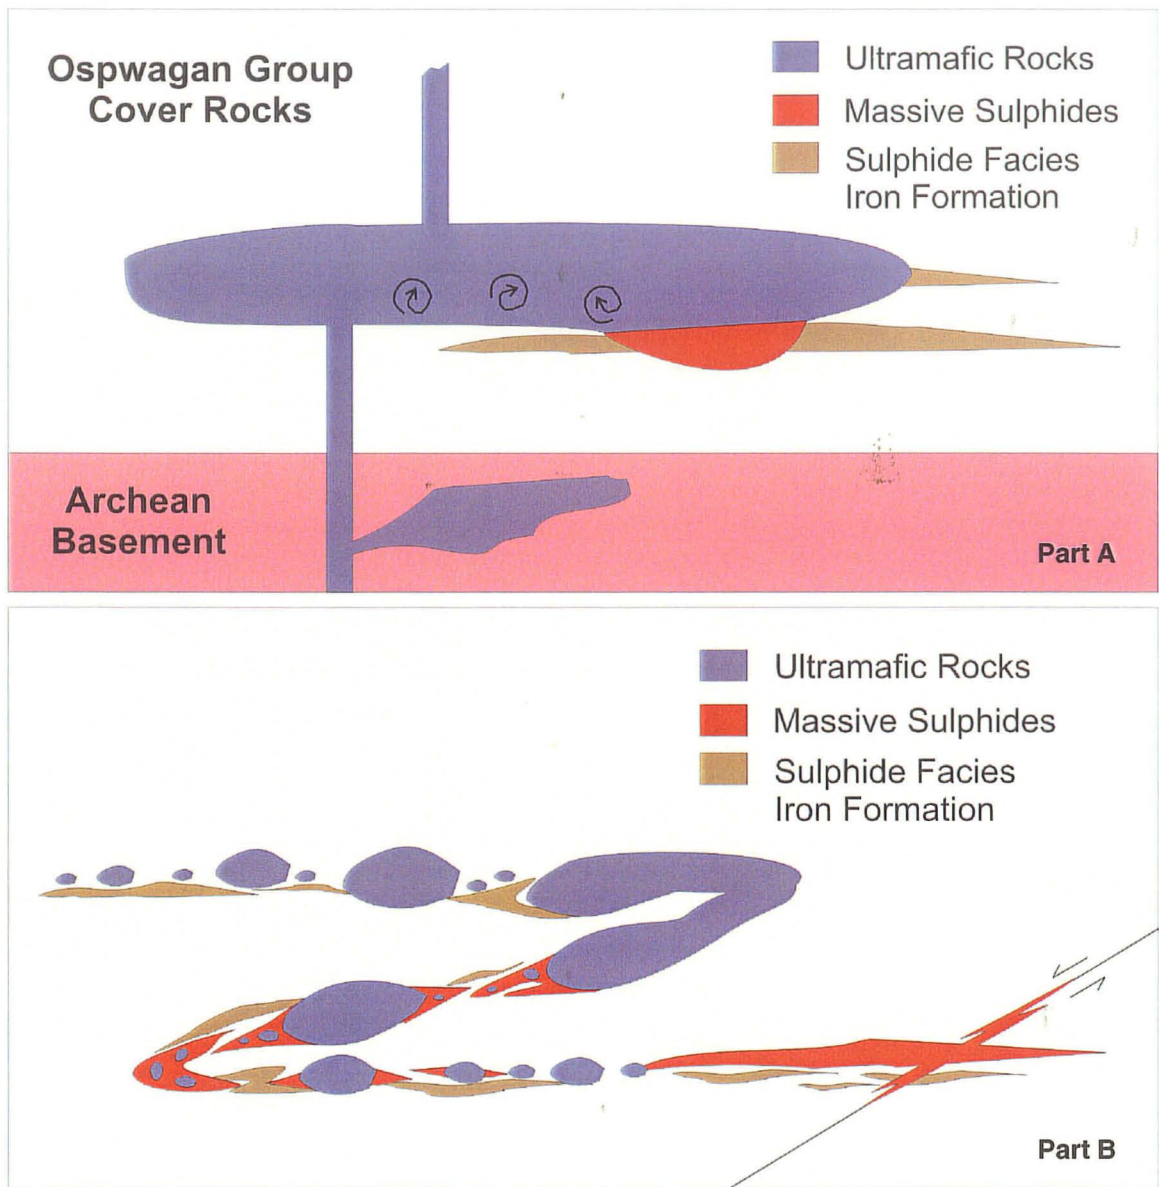 Ospwagan Group
Cover Rocks
Ultramafic Rocks
Massive Sulphides
Sulphide Facies
Iron Formation
Archean
Basement
Part A
Ultramafic Rocks
Massive Sulphides
Sulphide Facies
Iron Formation
Part B